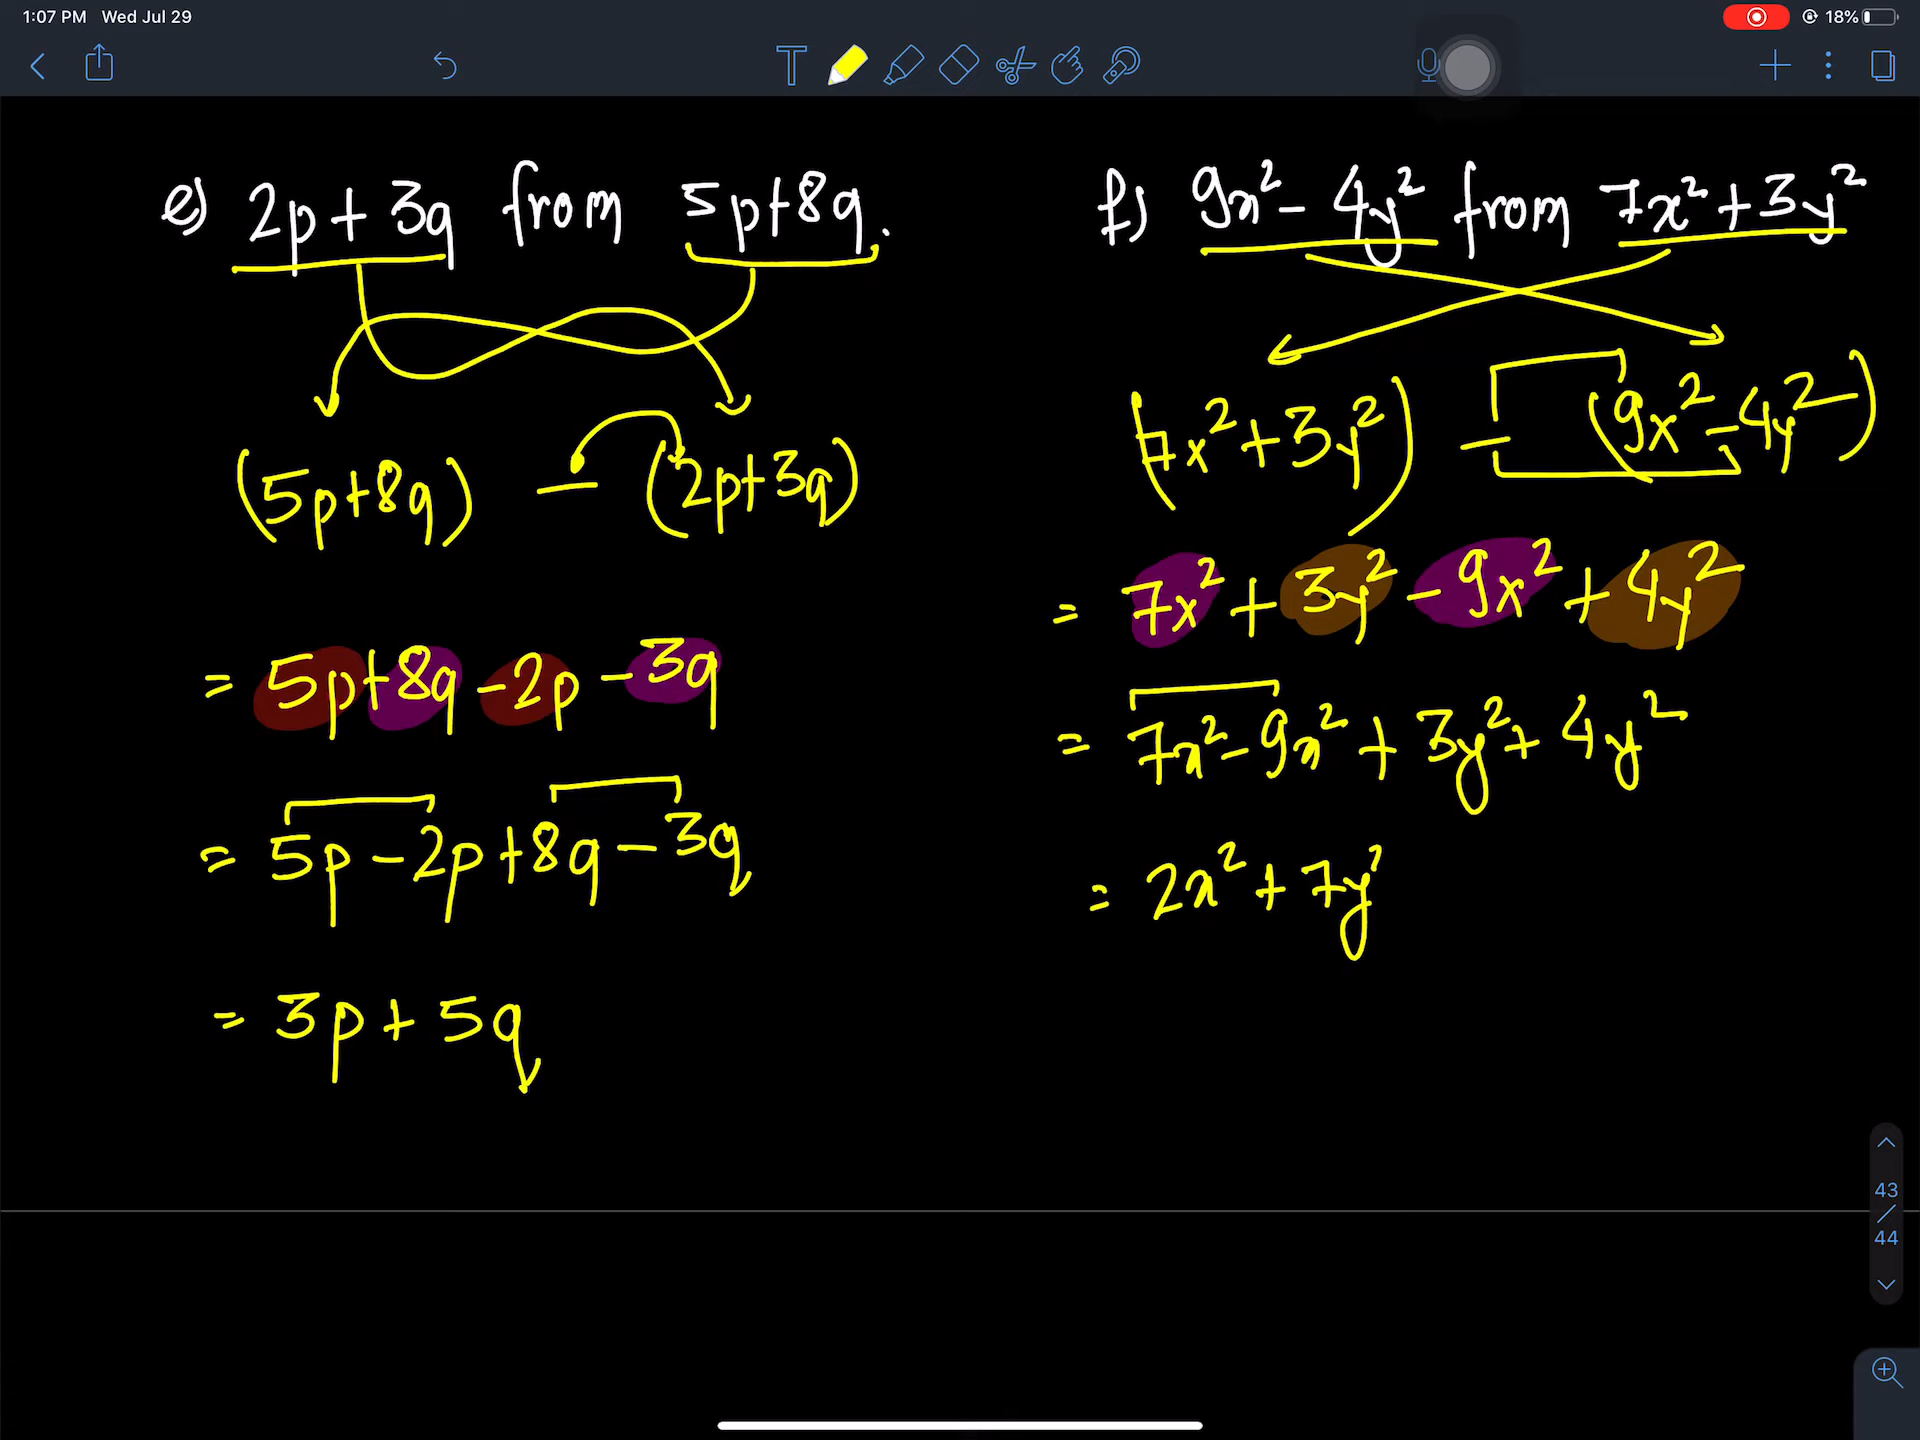 1:07 PM Wed Jul 29
18%
e) 2p + 3q from 5p+8q.
(5p+8q) − (2p+3q)
= 5p+8q −2p −3q
= 5p −2p +8q −3q
= 3p + 5q
f) 9x² − 4y² from 7x² + 3y²
(7x² + 3y²) − (9x² − 4y²)
= 7x² + 3y² − 9x² + 4y²
= 7x² − 9x² + 3y² + 4y²
= 2x² + 7y²
43
/
44